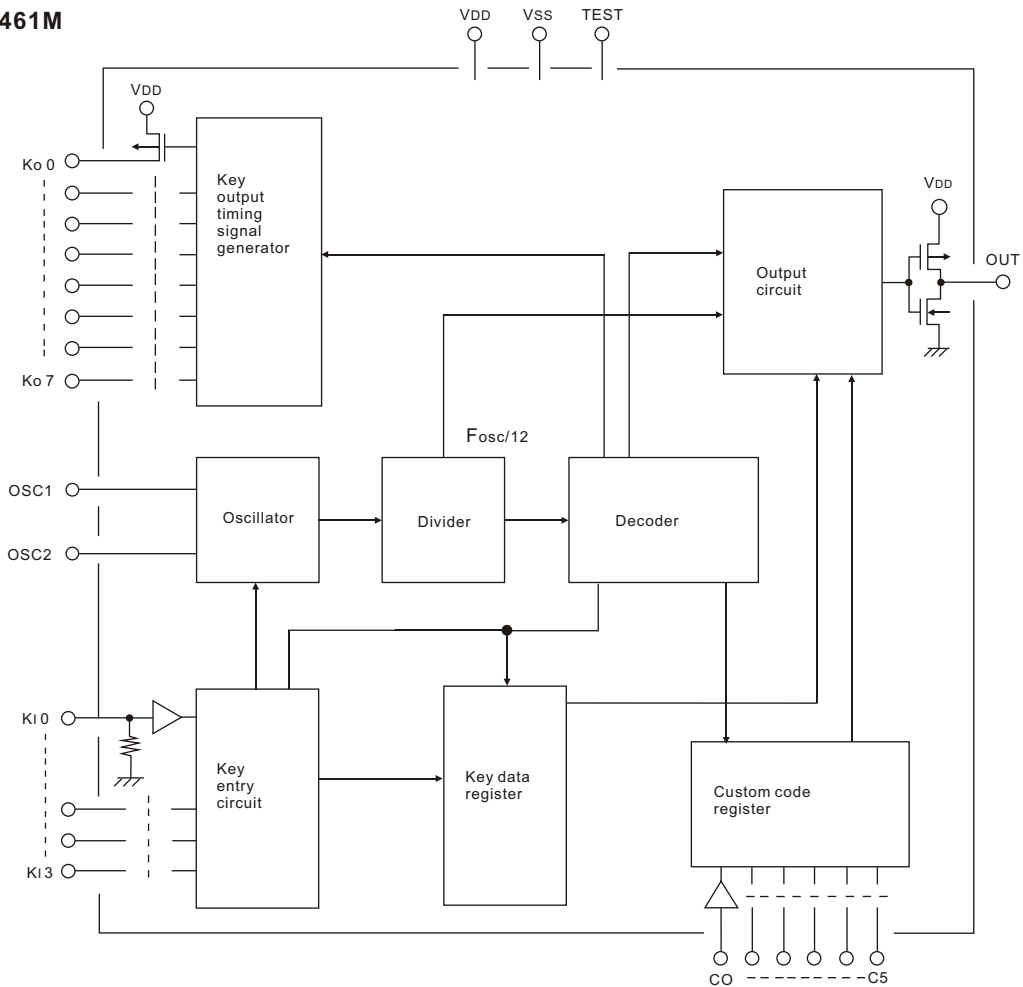 461M
VDD VSS TEST
VDD
Ko 0
Key
output
timing
signal
generator
VDD
Output
circuit
OUT
Ko 7
Fosc/12
OSC1
Oscillator
Divider
Decoder
OSC2
KI 0
Key
entry
circuit
Key data
register
Custom code
register
KI 3
CO C5